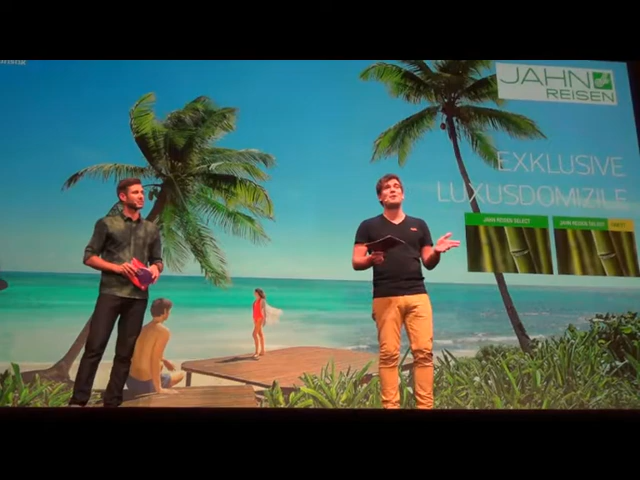 JAHN
REISEN
EXKLUSIVE
LUXUSDOMIZILE
JAHN REISEN SELECT
JAHN REISEN SELECT